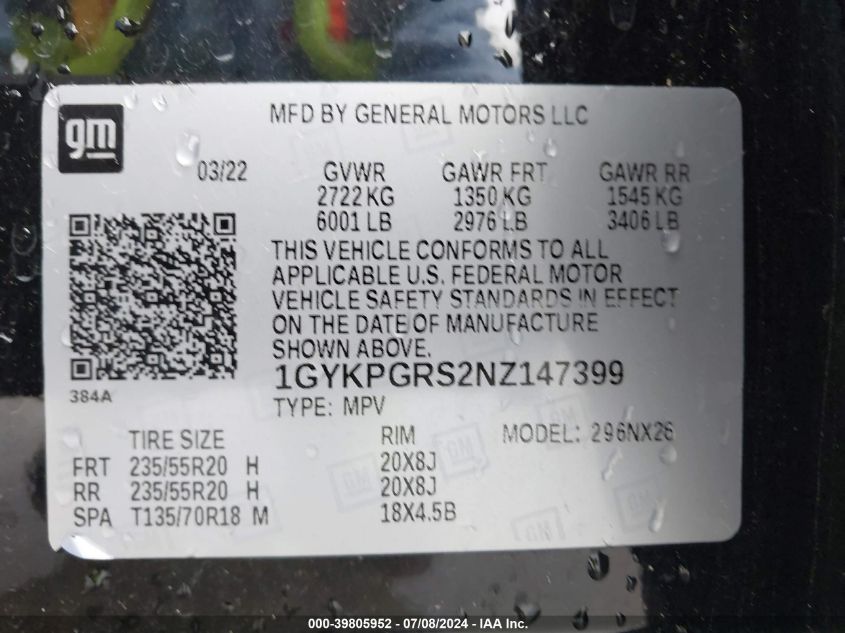 gm
MFD BY GENERAL MOTORS LLC
03/22 GVWR GAWR FRT GAWR RR
2722 KG 1350 KG 1545 KG
6001 LB 2976 LB 3406 LB
THIS VEHICLE CONFORMS TO ALL
APPLICABLE U.S. FEDERAL MOTOR
VEHICLE SAFETY STANDARDS IN EFFECT
ON THE DATE OF MANUFACTURE
SHOWN ABOVE.
384A
1GYKPGRS2NZ147399
TYPE: MPV
TIRE SIZE RIM MODEL: 296NX26
FRT 235/55R20 H 20X8J
RR 235/55R20 H 20X8J
SPA T135/70R18 M 18X4.5B
000-39805952 - 07/08/2024 - IAA Inc.